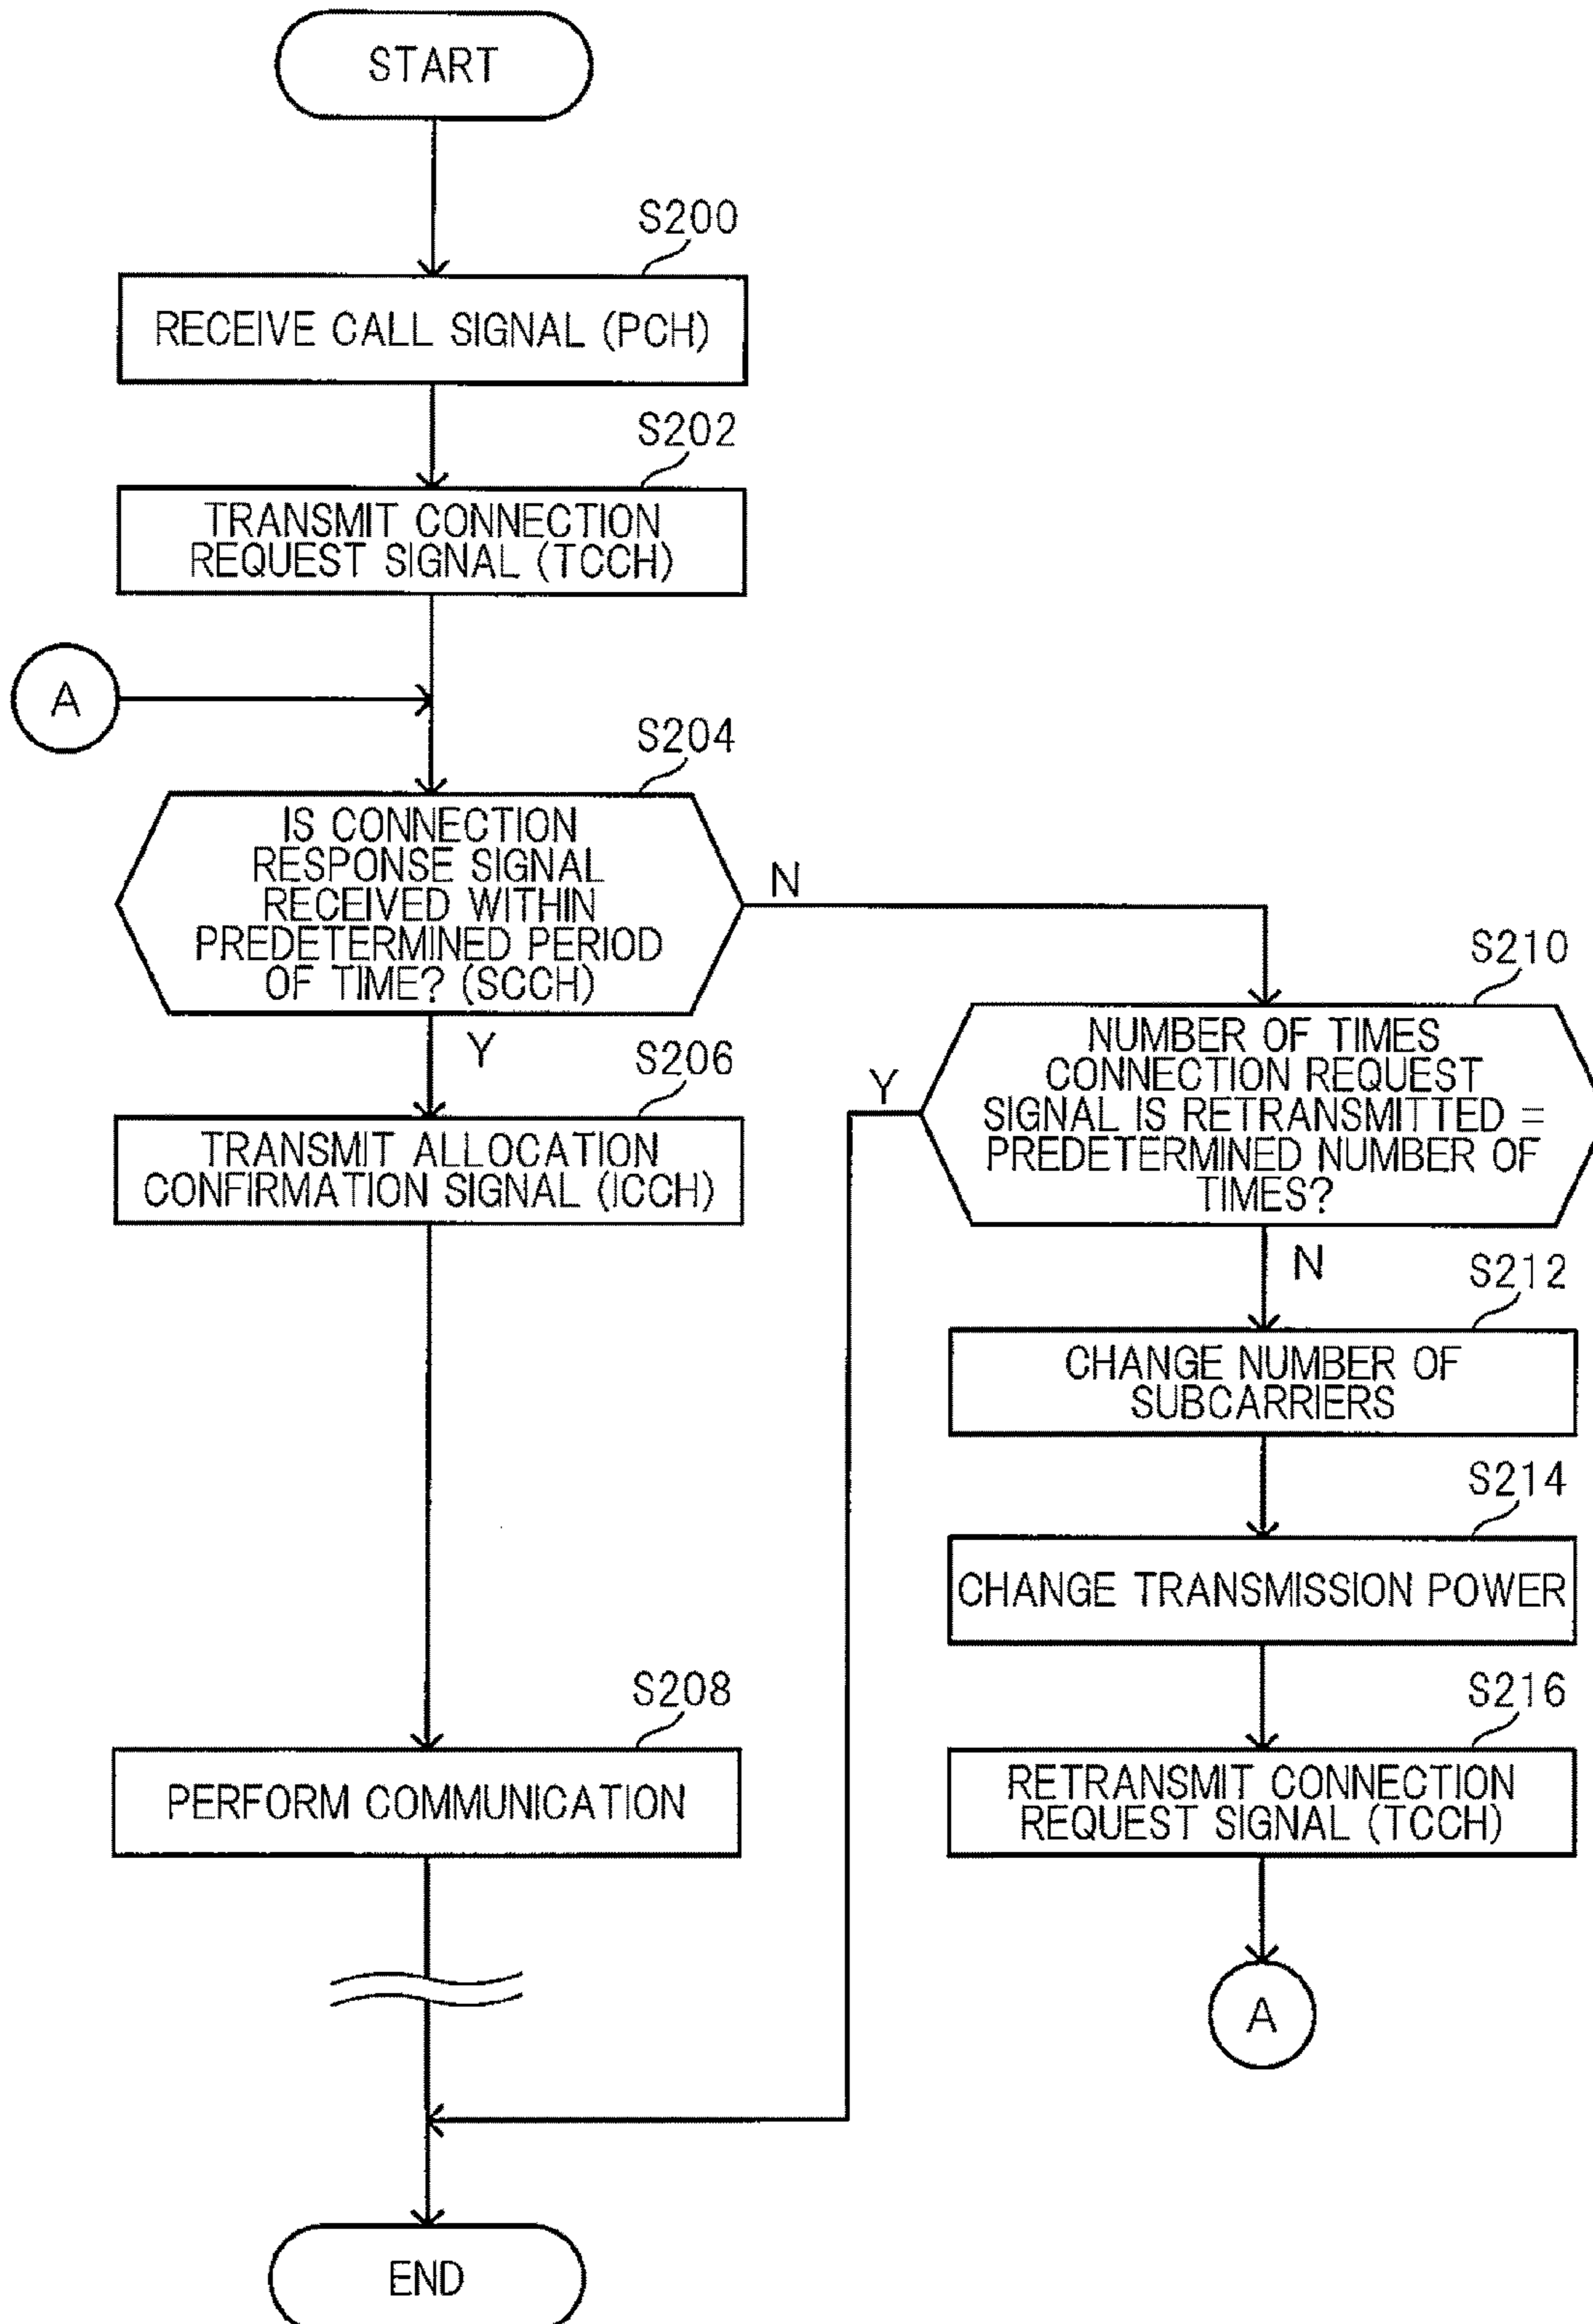 START
S200
RECEIVE CALL SIGNAL (PCH)
S202
TRANSMIT CONNECTION
REQUEST SIGNAL (TCCH)
A
S204
IS CONNECTION
RESPONSE SIGNAL
RECEIVED WITHIN
PREDETERMINED PERIOD
OF TIME? (SCCH)
N
Y
S206
TRANSMIT ALLOCATION
CONFIRMATION SIGNAL (ICCH)
S208
PERFORM COMMUNICATION
S210
NUMBER OF TIMES
CONNECTION REQUEST
SIGNAL IS RETRANSMITTED =
PREDETERMINED NUMBER OF
TIMES?
Y
N
S212
CHANGE NUMBER OF
SUBCARRIERS
S214
CHANGE TRANSMISSION POWER
S216
RETRANSMIT CONNECTION
REQUEST SIGNAL (TCCH)
A
END